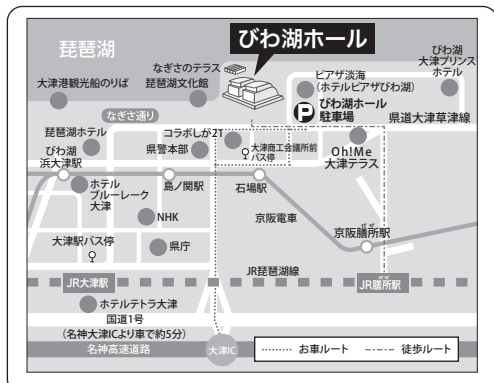 琵琶湖
びわ湖ホール
なぎさのテラス
琵琶湖文化館
大津港観光船のりば
ピアザ淡海
(ホテルピアザびわ湖)
びわ湖
大津プリンス
ホテル
P
びわ湖ホール
駐車場
県道大津草津線
なぎさ通り
琵琶湖ホテル
コラボしが21
県警本部
大津商工会議所前
バス停
Oh!Me
大津テラス
びわ湖
浜大津駅
島ノ関駅
石場駅
ホテル
ブルーレーク
大津
NHK
京阪電車
ぜぜ
京阪膳所駅
大津駅バス停
県庁
JR琵琶湖線
JR大津駅
ぜぜ
JR膳所駅
ホテルテトラ大津
国道1号
(名神大津ICより車で約5分)
名神高速道路
大津IC
お車ルート
徒歩ルート